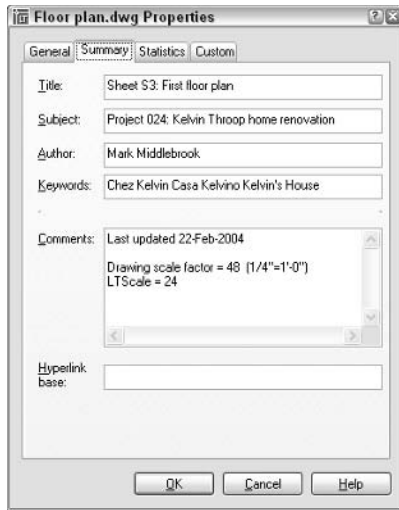 Floor plan.dwg Properties
General Summary Statistics Custom
Title: Sheet S3: First floor plan
Subject: Project 024: Kelvin Throop home renovation
Author: Mark Middlebrook
Keywords: Chez Kelvin Casa Kelvino Kelvin's House
Comments: Last updated 22-Feb-2004
Drawing scale factor = 48 (1/4"=1'-0")
LTScale = 24
Hyperlink
base:
OK Cancel Help